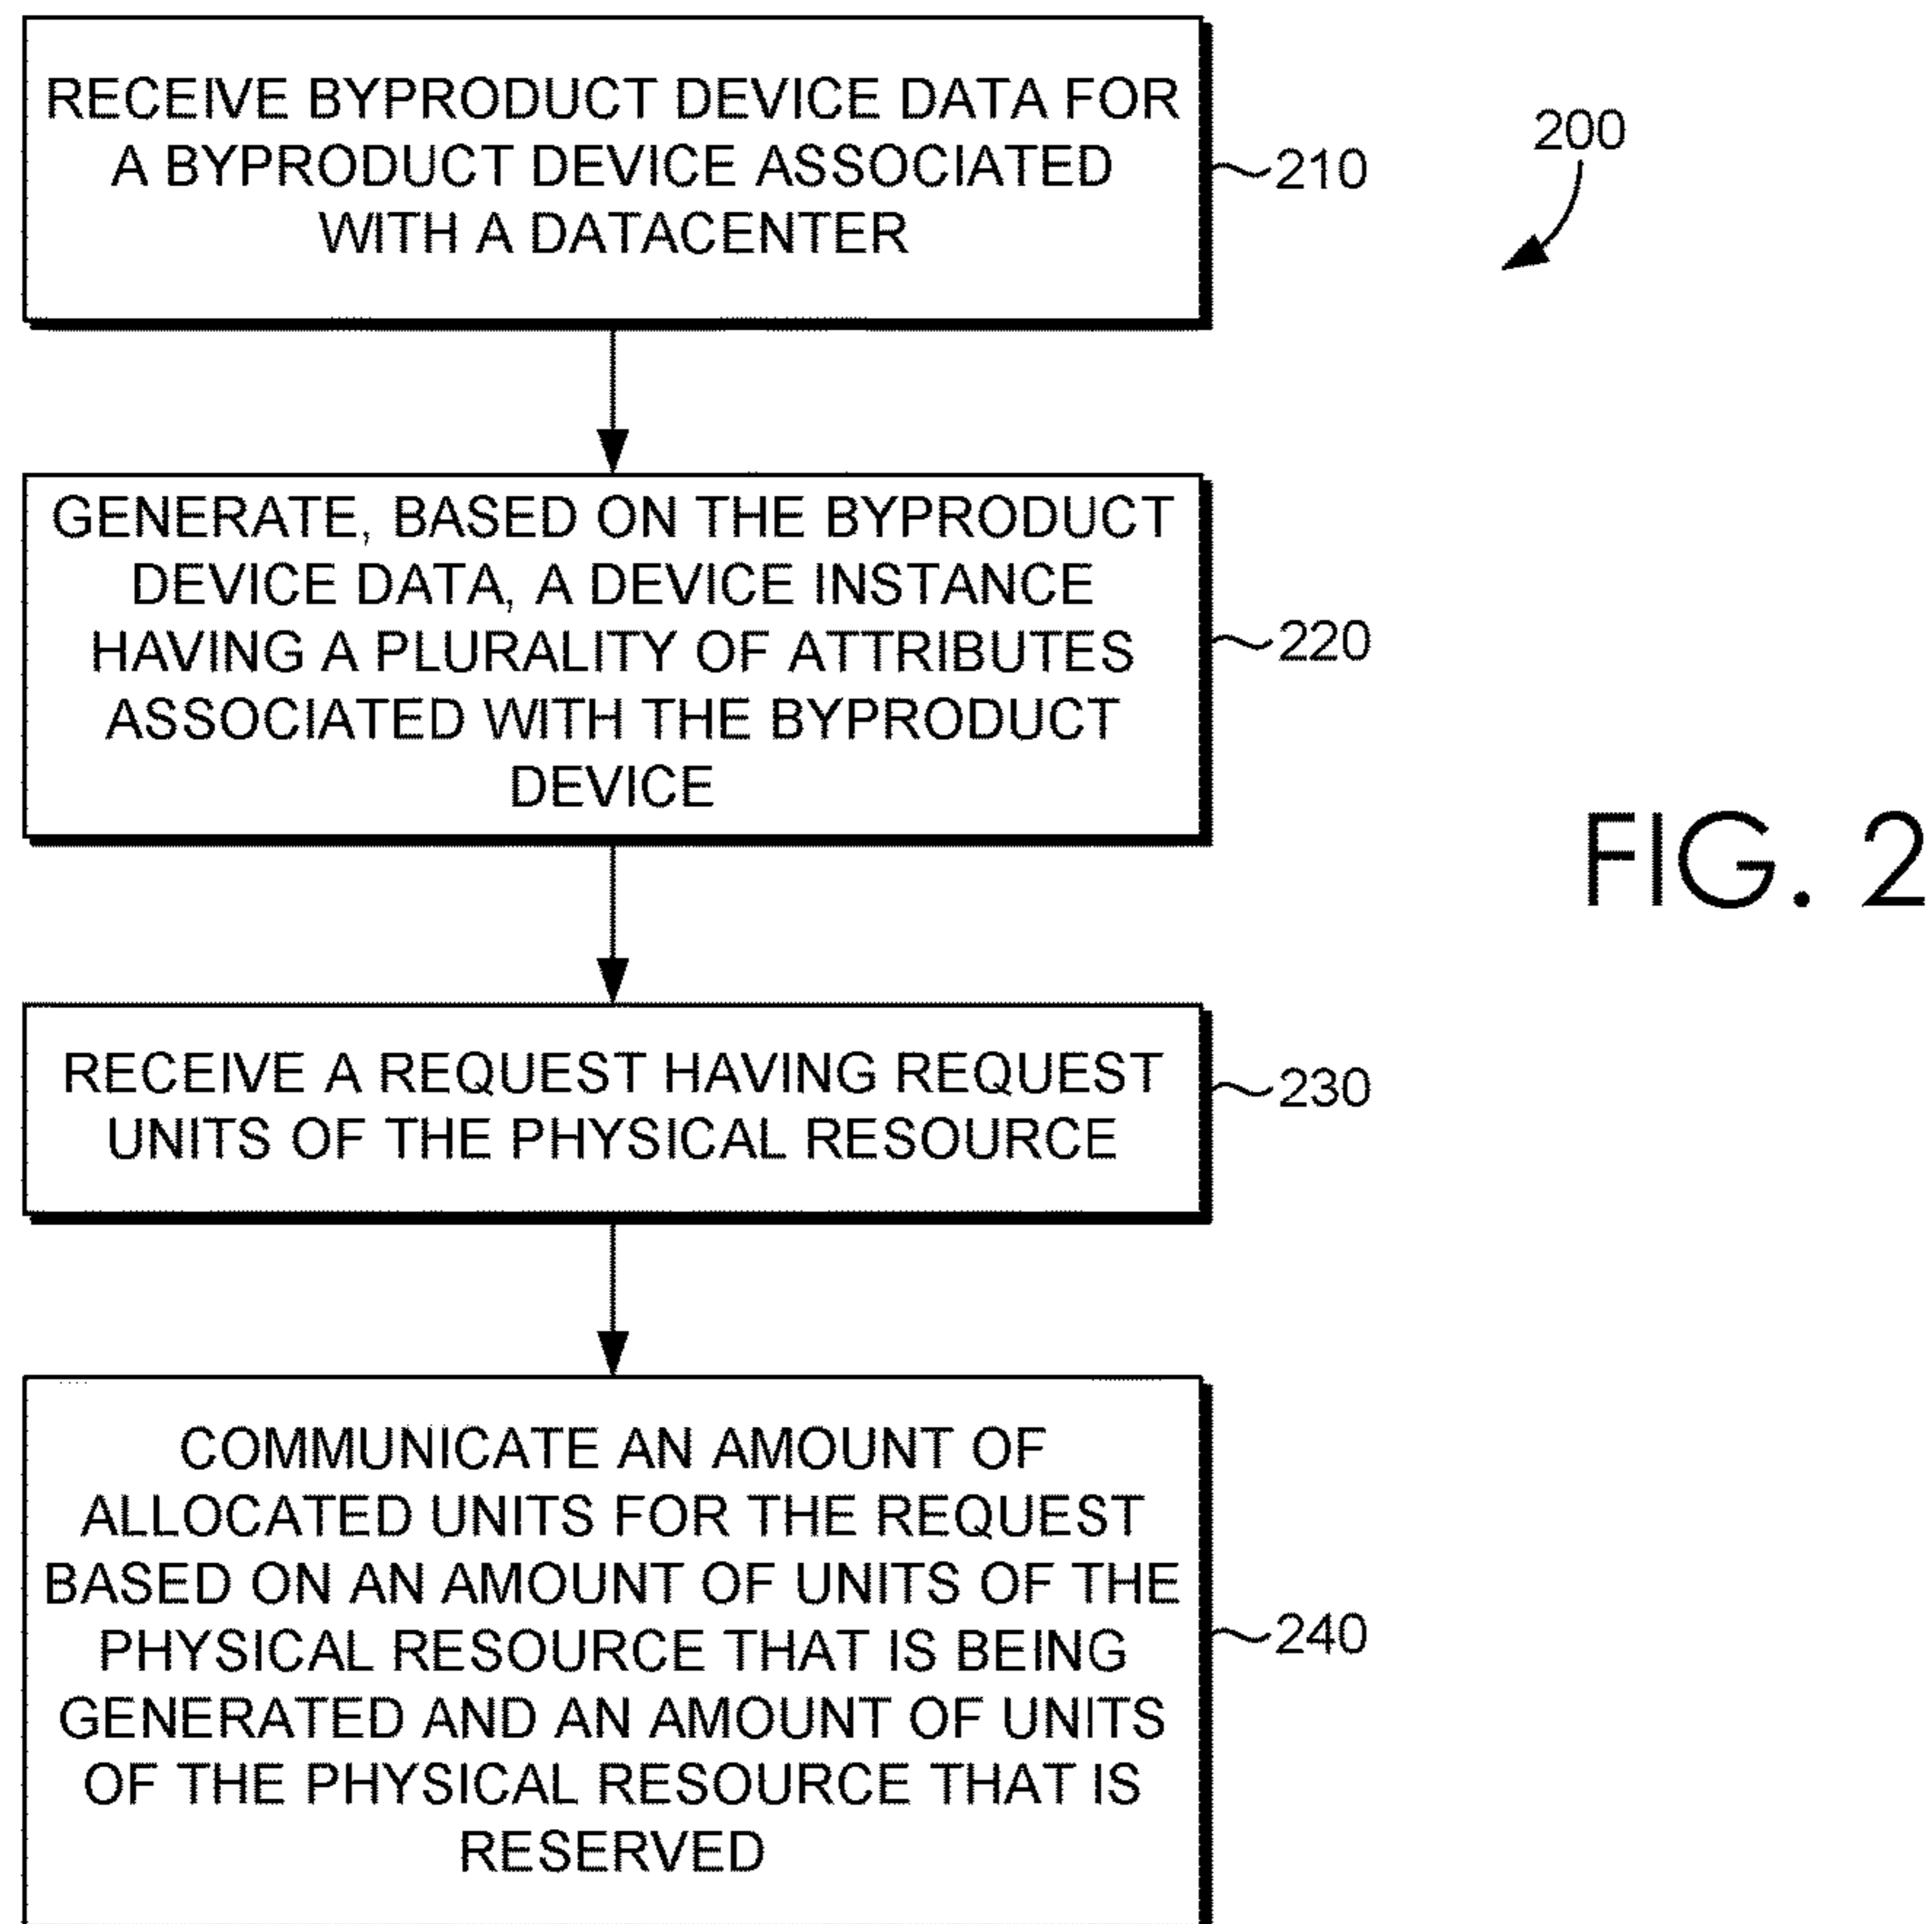 RECEIVE BYPRODUCT DEVICE DATA FOR
A BYPRODUCT DEVICE ASSOCIATED
WITH A DATACENTER
210
200
GENERATE, BASED ON THE BYPRODUCT
DEVICE DATA, A DEVICE INSTANCE
HAVING A PLURALITY OF ATTRIBUTES
ASSOCIATED WITH THE BYPRODUCT
DEVICE
220
FIG. 2
RECEIVE A REQUEST HAVING REQUEST
UNITS OF THE PHYSICAL RESOURCE
230
COMMUNICATE AN AMOUNT OF
ALLOCATED UNITS FOR THE REQUEST
BASED ON AN AMOUNT OF UNITS OF THE
PHYSICAL RESOURCE THAT IS BEING
GENERATED AND AN AMOUNT OF UNITS
OF THE PHYSICAL RESOURCE THAT IS
RESERVED
240